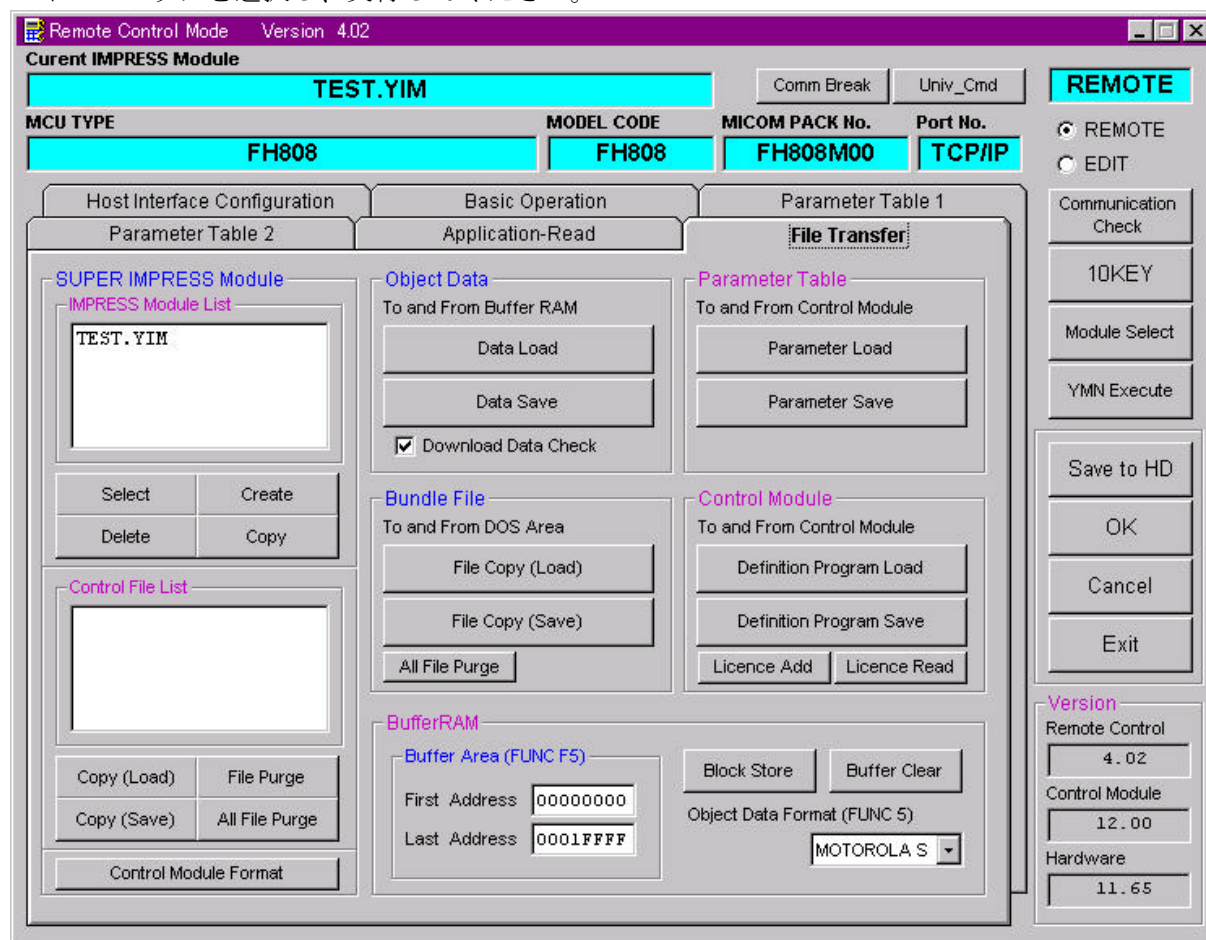 Remote Control Mode Version 4.02
Curent IMPRESS Module
TEST.YIM
Comm Break
Univ_Cmd
REMOTE
MCU TYPE
MODEL CODE
MICOM PACK No.
Port No.
FH808
FH808
FH808M00
TCP/IP
REMOTE
EDIT
Host Interface Configuration
Basic Operation
Parameter Table 1
Parameter Table 2
Application-Read
File Transfer
Communication
Check
10KEY
Module Select
YMN Execute
Save to HD
OK
Cancel
Exit
SUPER IMPRESS Module
IMPRESS Module List
TEST.YIM
Select
Create
Delete
Copy
Control File List
Copy (Load)
File Purge
Copy (Save)
All File Purge
Control Module Format
Object Data
To and From Buffer RAM
Data Load
Data Save
Download Data Check
Parameter Table
To and From Control Module
Parameter Load
Parameter Save
Bundle File
To and From DOS Area
File Copy (Load)
File Copy (Save)
All File Purge
Control Module
To and From Control Module
Definition Program Load
Definition Program Save
Licence Add
Licence Read
BufferRAM
Buffer Area (FUNC F5)
First Address 00000000
Last Address 0001FFFF
Block Store
Buffer Clear
Object Data Format (FUNC 5)
MOTOROLA S
Version
Remote Control
4.02
Control Module
12.00
Hardware
11.65